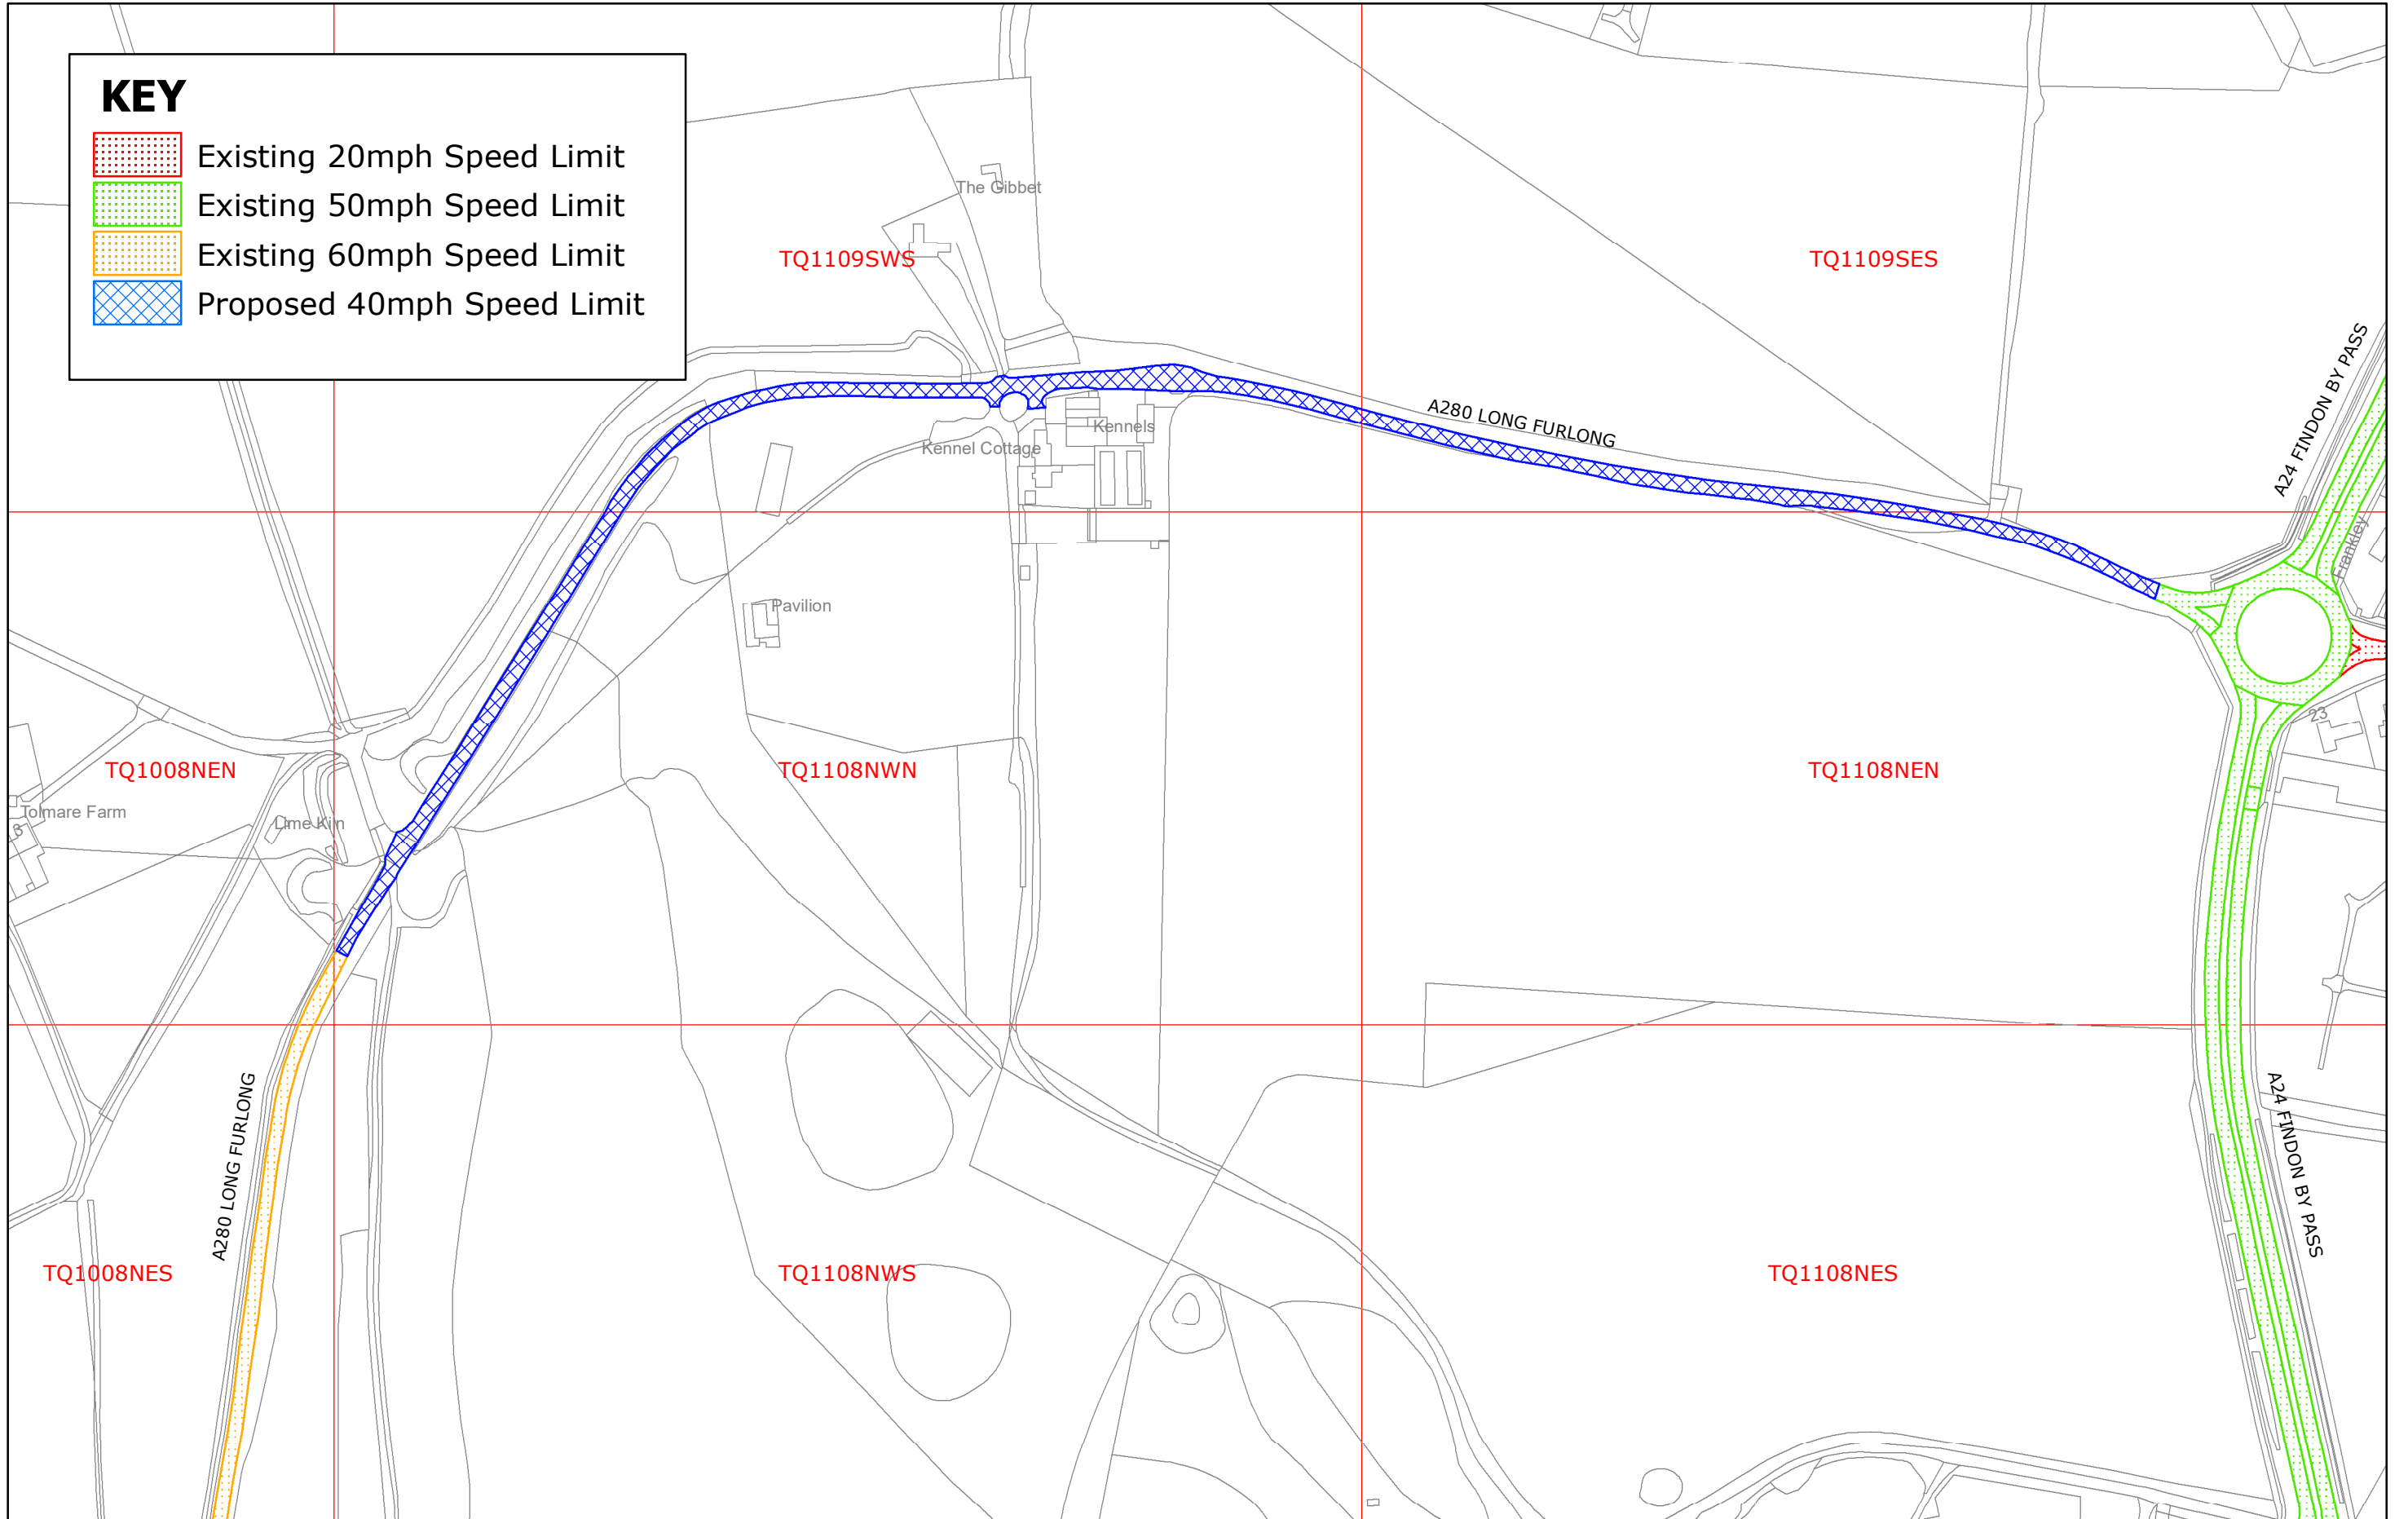 KEY
Existing 20mph Speed Limit
Existing 50mph Speed Limit
Existing 60mph Speed Limit
Proposed 40mph Speed Limit
The Gibbet
TQ1109SWS
TQ1109SES
A24 FINDON BY PASS
A280 LONG FURLONG
Kennels
Kennel Cottage
Frankley
Pavilion
23
TQ1008NEN
TQ1108NWN
TQ1108NEN
Tolmare Farm
3
Lime Kiln
A280 LONG FURLONG
A24 FINDON BY PASS
TQ1008NES
TQ1108NWS
TQ1108NES